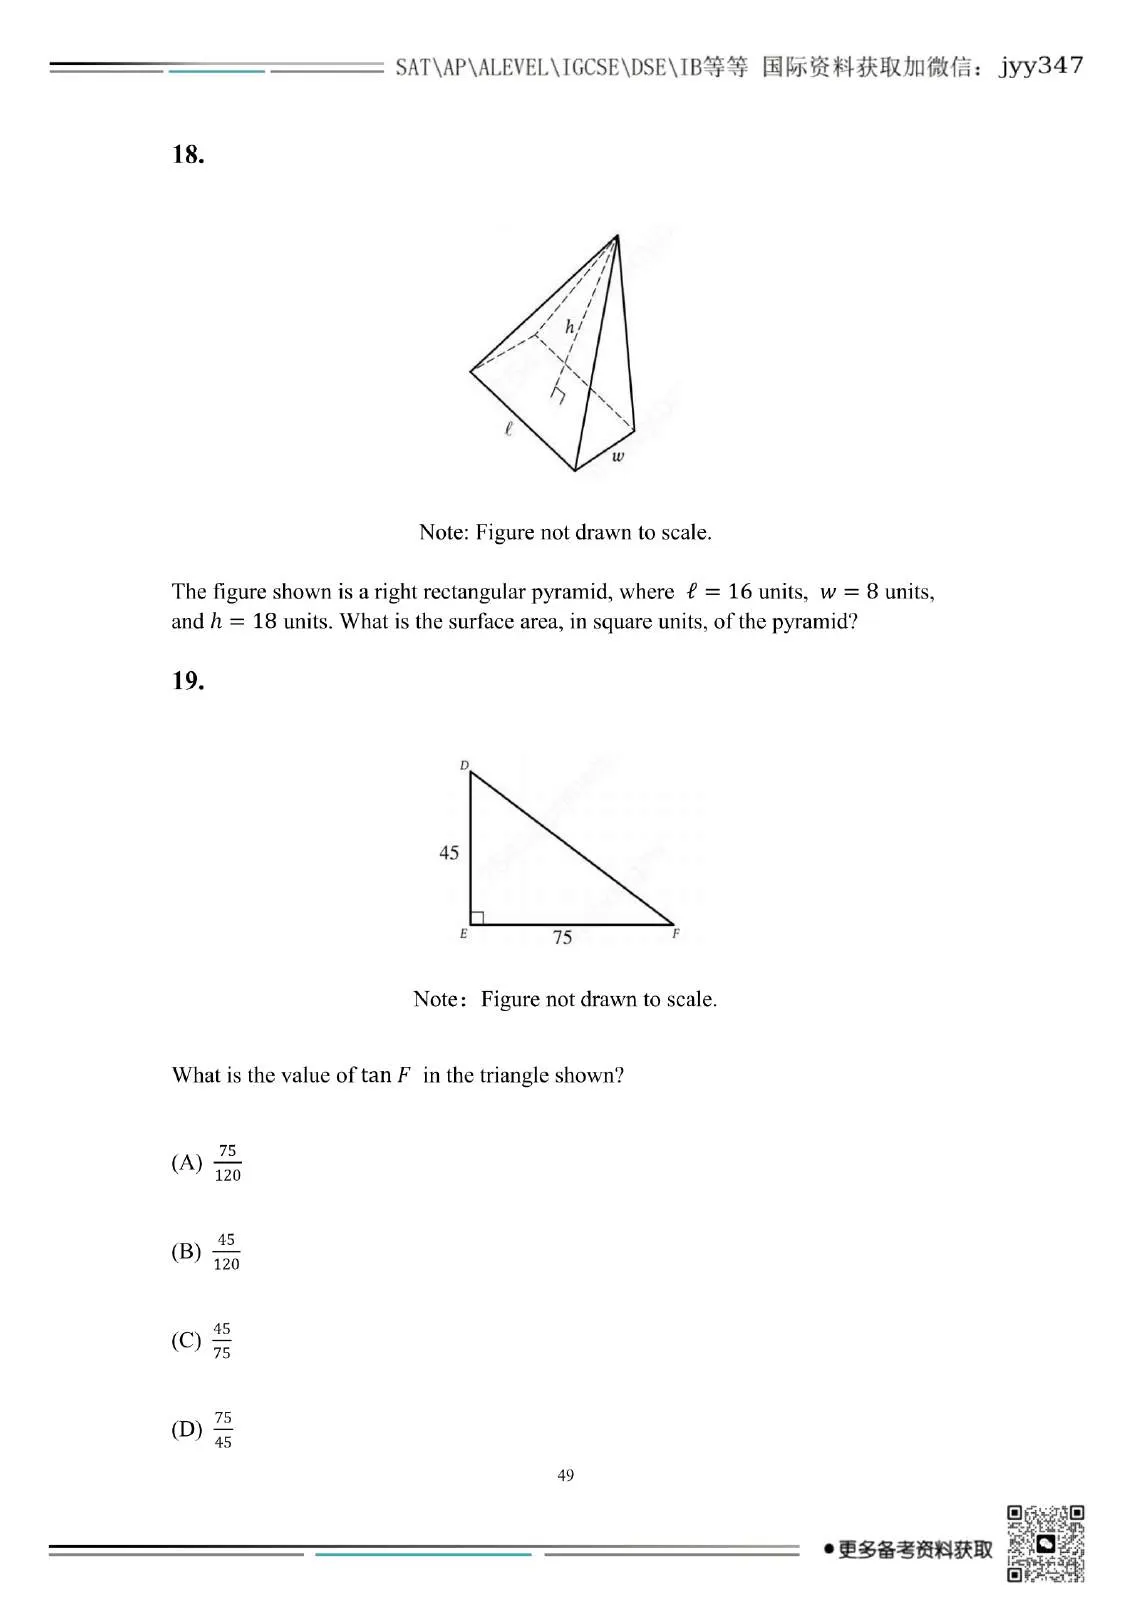 SAT\AP\ALEVEL\IGCSE\DSE\IB等等 国际资料获取加微信：jyy347
18.
h
ℓ
w
Note: Figure not drawn to scale.
The figure shown is a right rectangular pyramid, where ℓ = 16 units, w = 8 units,
and h = 18 units. What is the surface area, in square units, of the pyramid?
19.
D
45
E
75
F
Note: Figure not drawn to scale.
What is the value of tan F in the triangle shown?
(A) 75/120
(B) 45/120
(C) 45/75
(D) 75/45
49
●更多备考资料获取